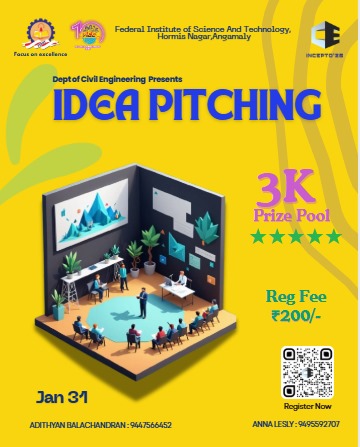 Federal Institute of Science And Technology,
Hormis Nagar,Angamaly
Focus on excellence
INCEPTO'25
Dept of Civil Engineering Presents
IDEA PITCHING
3K
Prize Pool
Reg Fee
₹200/-
Register Now
Jan 31
ADITHYAN BALACHANDRAN : 9447566452
ANNA LESLY : 9495592707